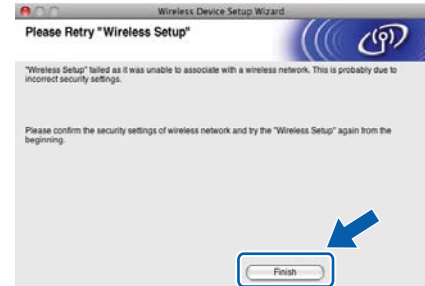 Wireless Device Setup Wizard
Please Retry "Wireless Setup"
"Wireless Setup" failed as it was unable to associate with a wireless network. This is probably due to
incorrect security settings.
Please confirm the security settings of wireless network and try the "Wireless Setup" again from the
beginning.
Finish